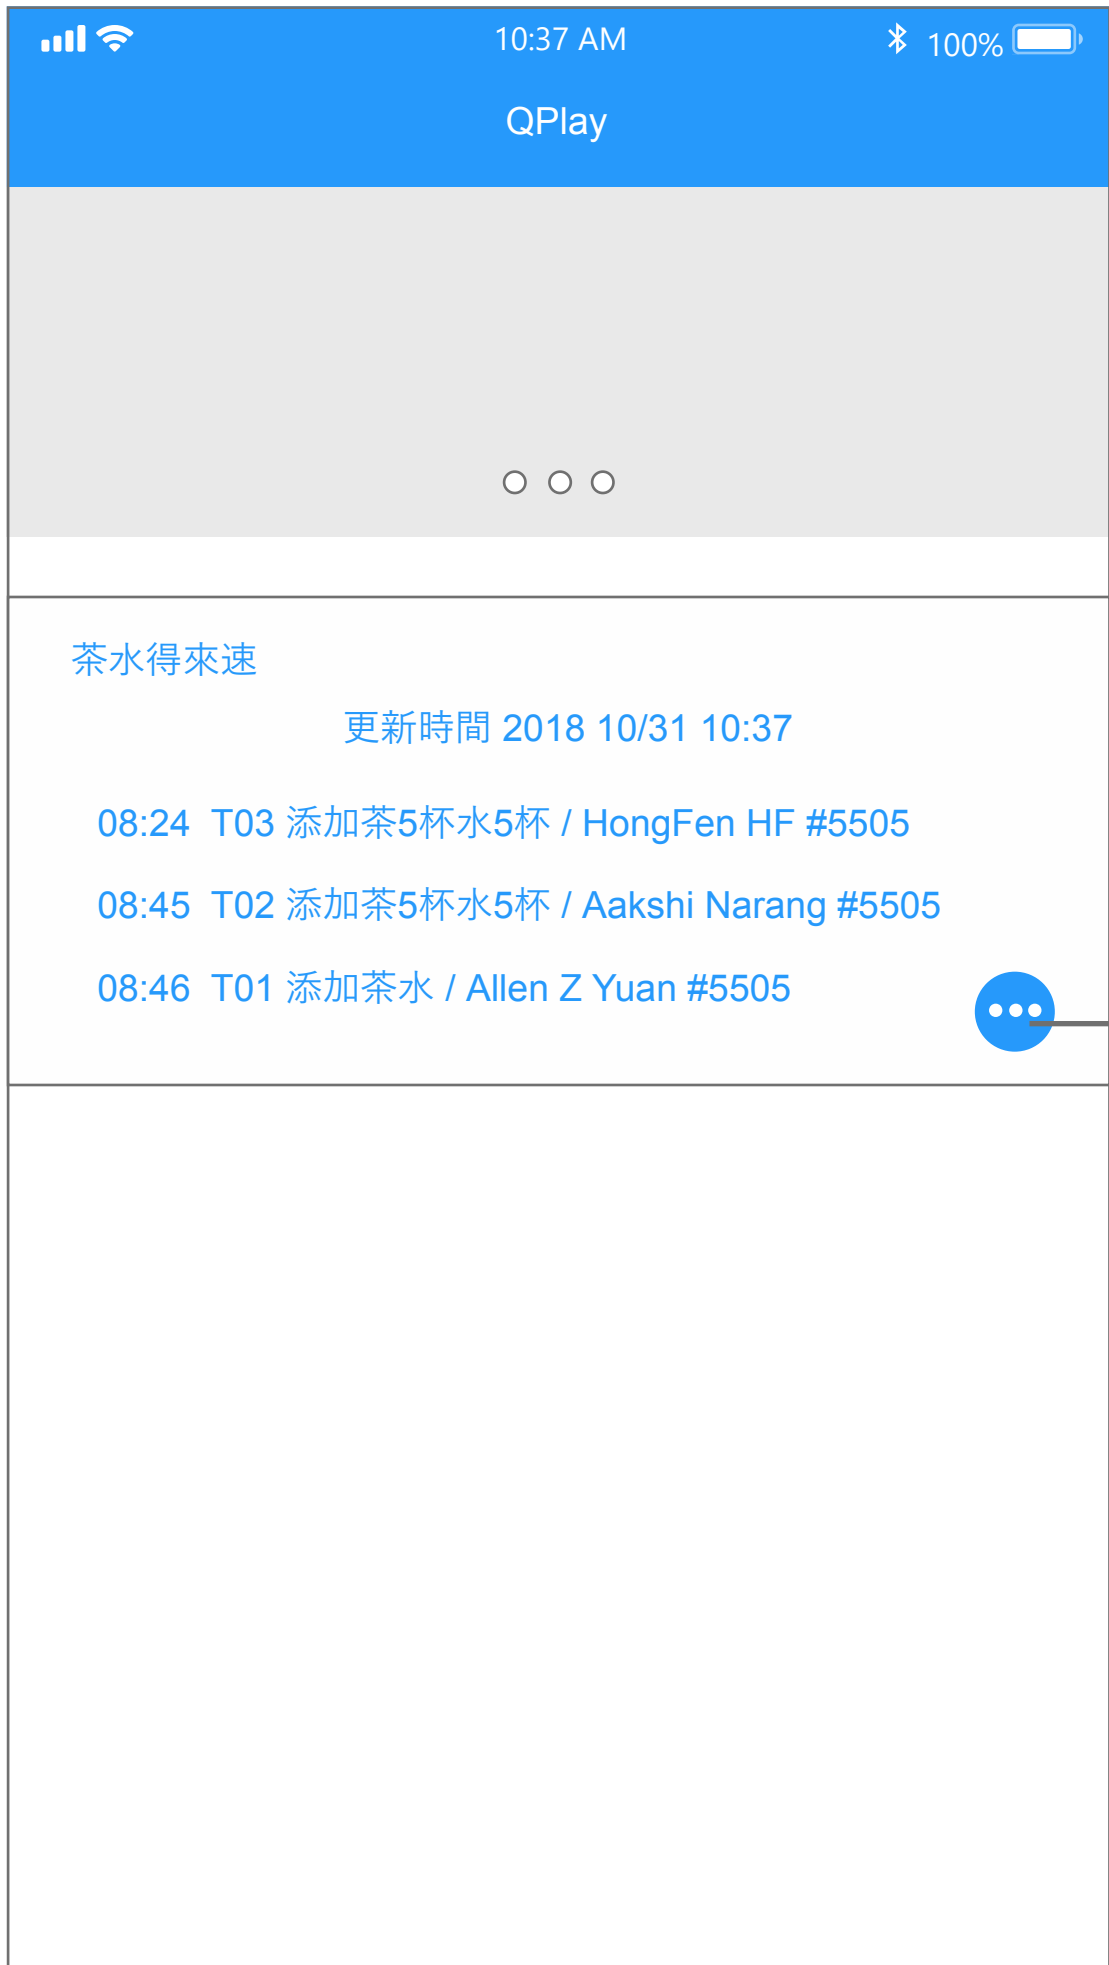 10:37 AM
100%
QPlay
茶水得來速
更新時間 2018 10/31 10:37
08:24 T03 添加茶5杯水5杯 / HongFen HF #5505
08:45 T02 添加茶5杯水5杯 / Aakshi Narang #5505
08:46 T01 添加茶水 / Allen Z Yuan #5505